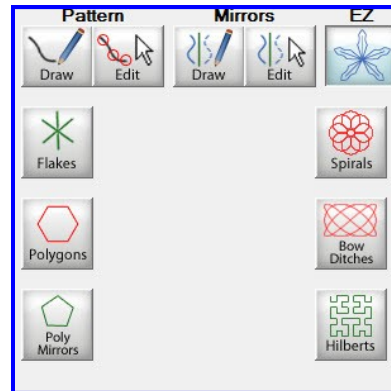 Pattern Mirrors EZ
Draw Edit Draw Edit
Flakes Spirals
Polygons Bow
Ditches
Poly
Mirrors Hilberts